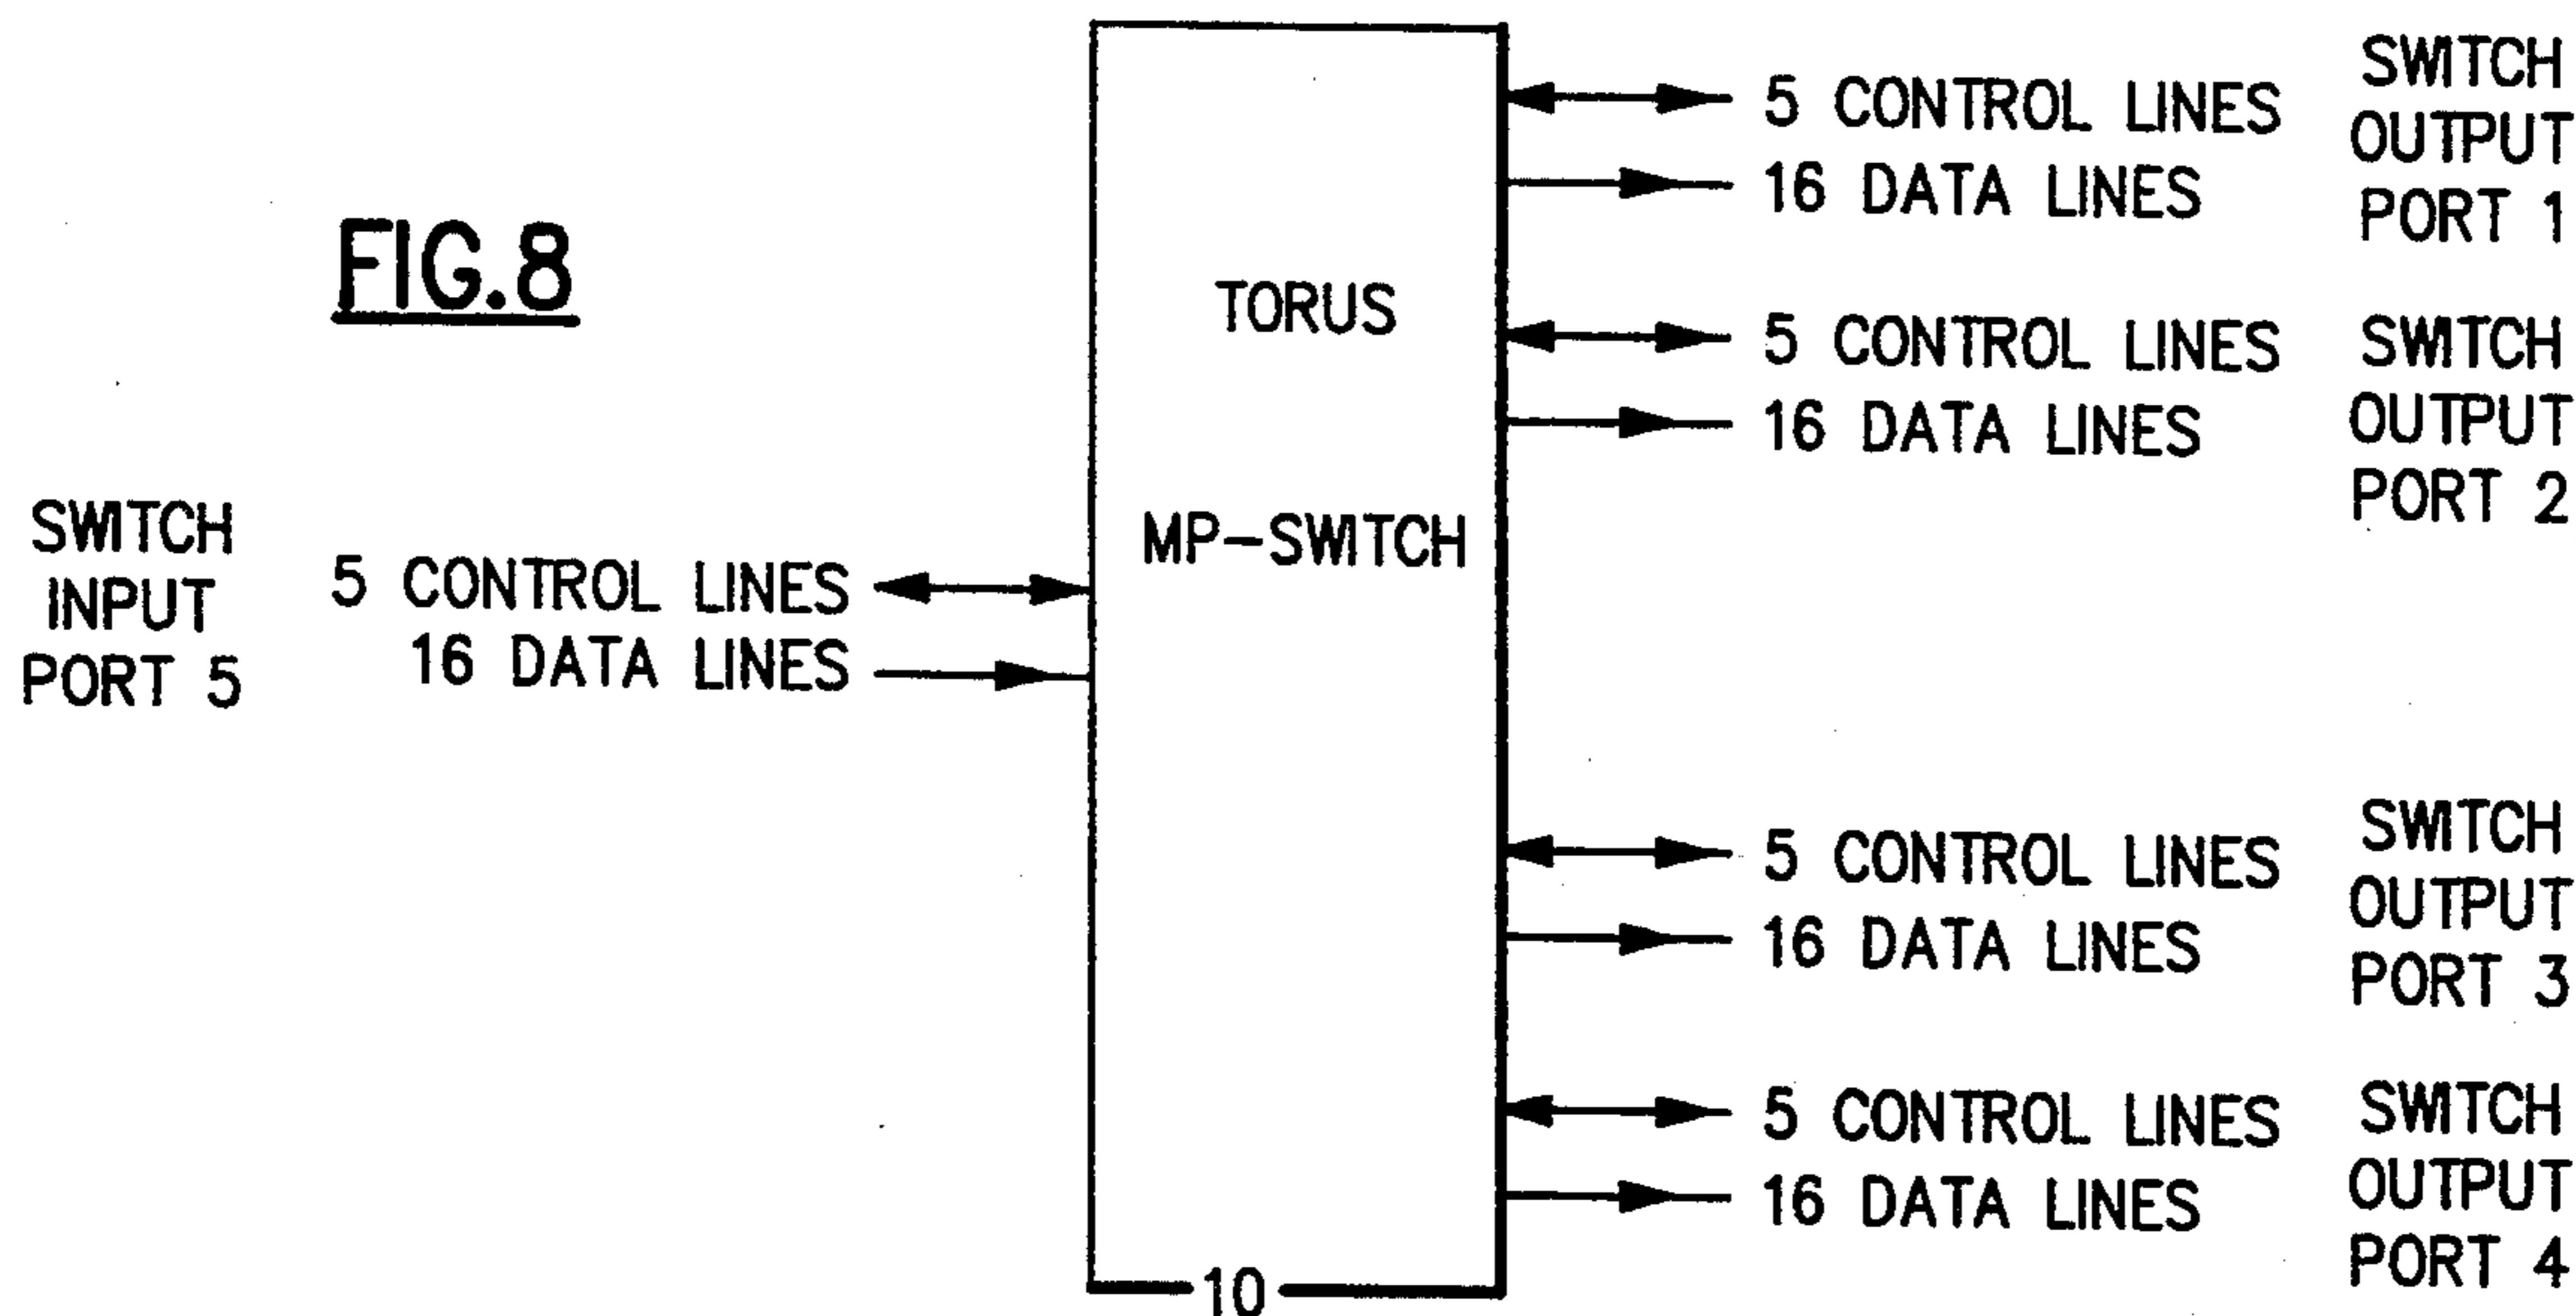 FIG.8
SWITCH
INPUT
PORT 5
5 CONTROL LINES
16 DATA LINES
TORUS
MP-SWITCH
10
5 CONTROL LINES
16 DATA LINES
SWITCH
OUTPUT
PORT 1
5 CONTROL LINES
16 DATA LINES
SWITCH
OUTPUT
PORT 2
5 CONTROL LINES
16 DATA LINES
SWITCH
OUTPUT
PORT 3
5 CONTROL LINES
16 DATA LINES
SWITCH
OUTPUT
PORT 4